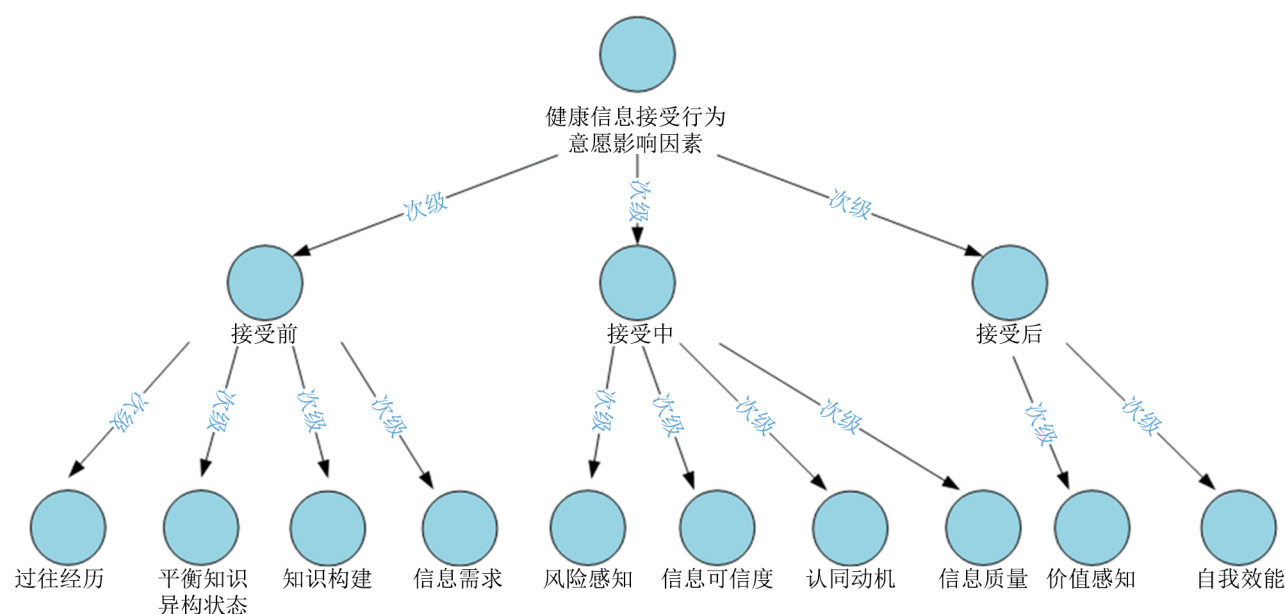 健康信息接受行为
意愿影响因素
次级
次级
次级
接受前
接受中
接受后
次级
次级
次级
次级
次级
次级
次级
次级
次级
次级
过往经历
平衡知识
异构状态
知识构建
信息需求
风险感知
信息可信度
认同动机
信息质量
价值感知
自我效能